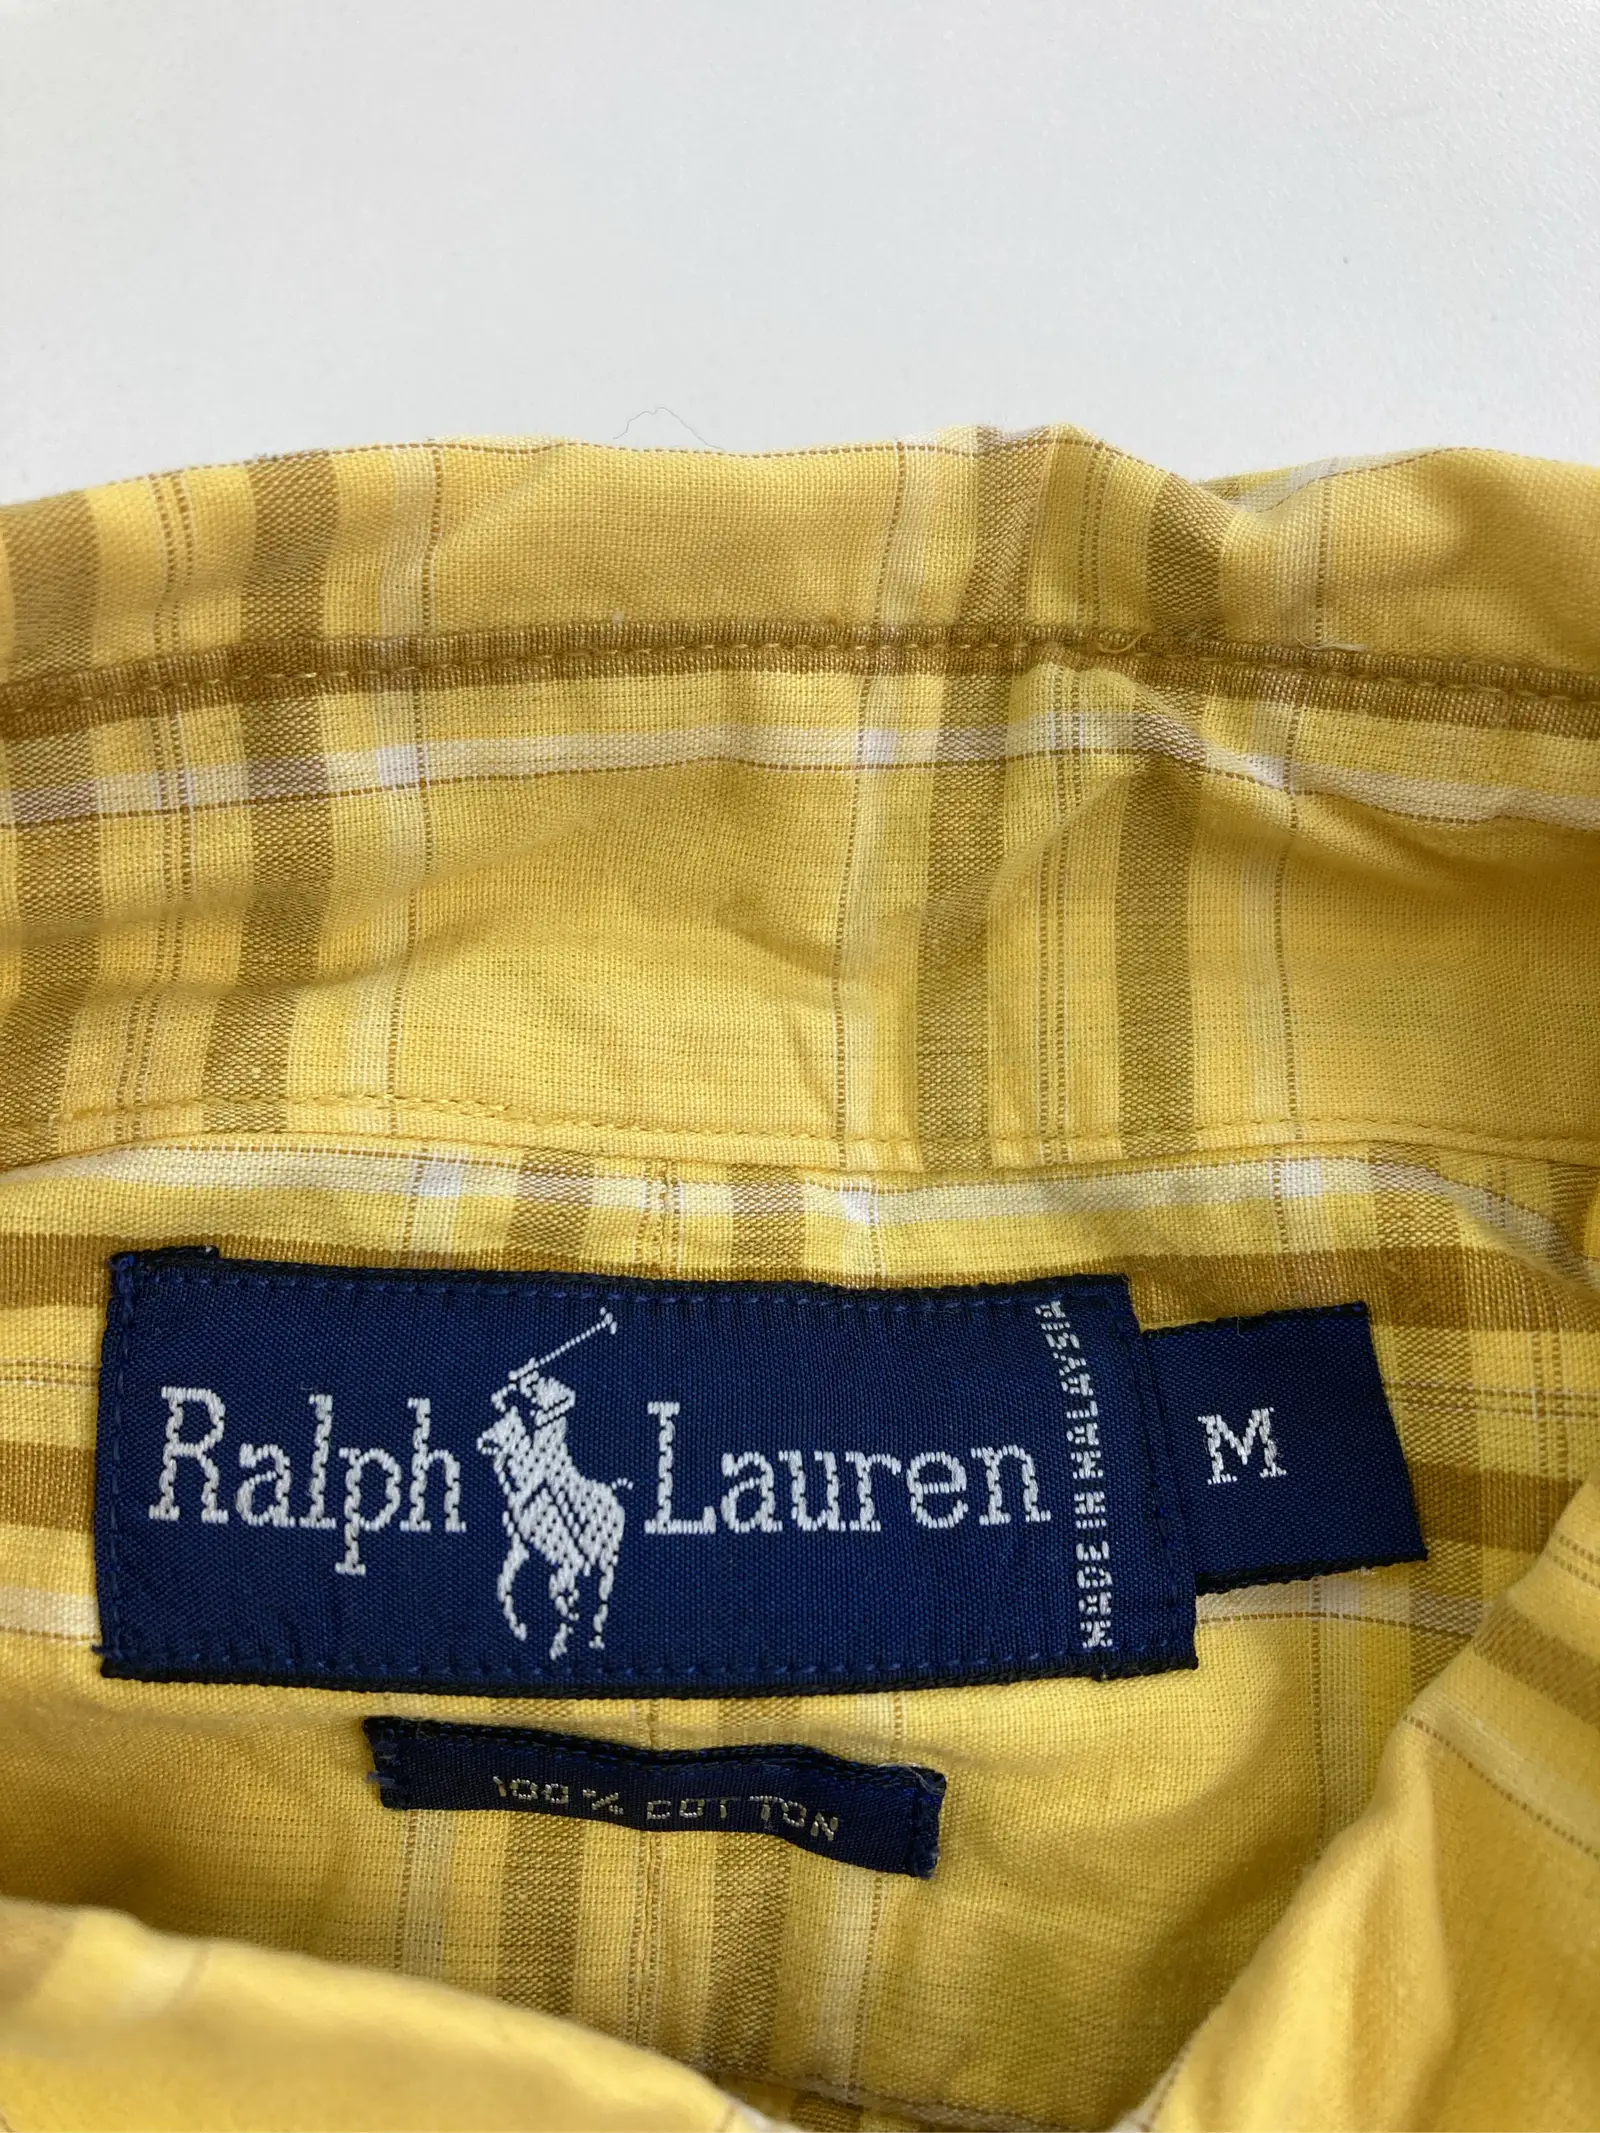 Ralph Lauren
MADE IN MALAYSIA
M
100% COTTON